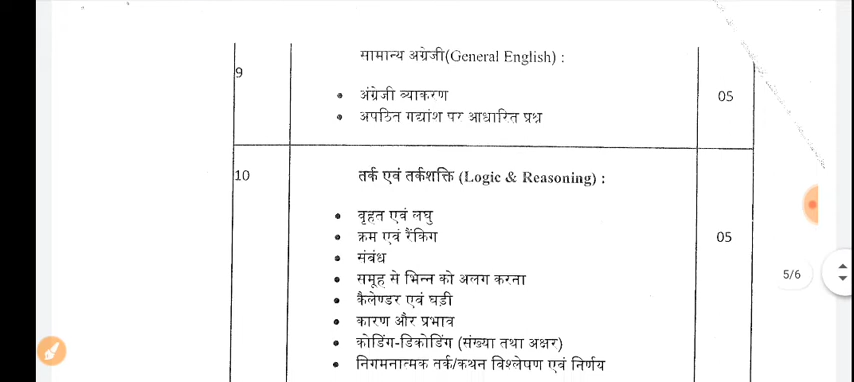 सामान्य अग्रेजी(General English) :
9
• अंग्रेजी व्याकरण
05
• अपठित गद्यांश पर आधारित प्रश्न
10
तर्क एवं तर्कशक्ति (Logic & Reasoning) :
• वृहत एवं लघु
• क्रम एवं रैंकिग
05
• संबंध
• समूह से भिन्न को अलग करता
5/6
• कैलेण्डर एवं घड़ी
• कारण और प्रभाव
• कोडिंग-डिकोडिंग (संख्या तथा अक्षर)
• निगमनात्मक तर्क/कथन विश्लेषण एवं निर्णय